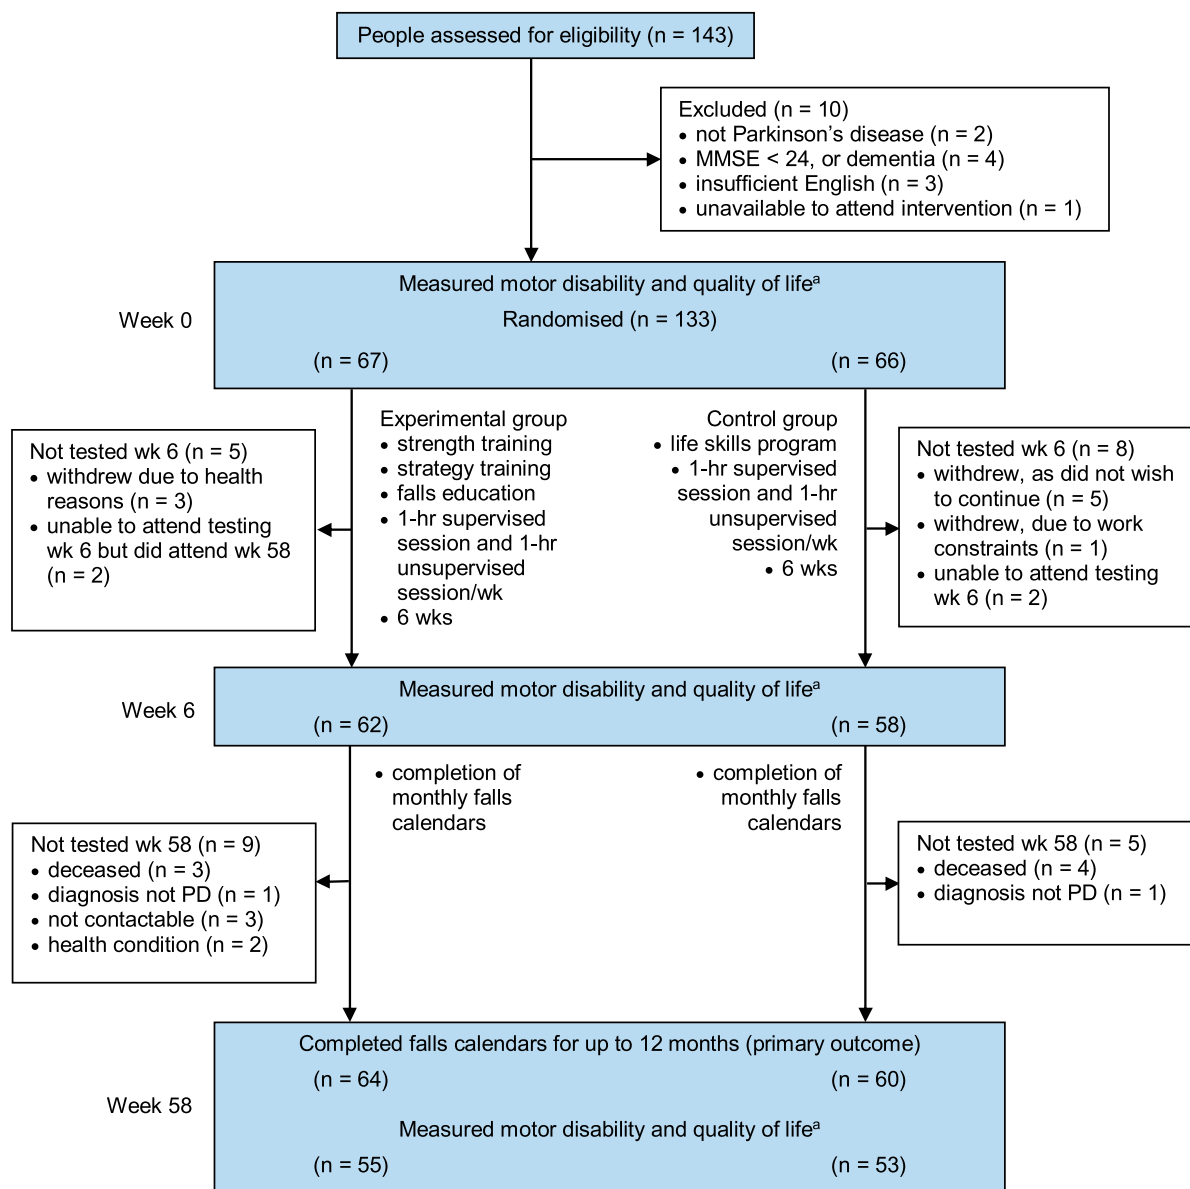 People assessed for eligibility (n = 143)
Excluded (n = 10)
• not Parkinson’s disease (n = 2)
• MMSE < 24, or dementia (n = 4)
• insufficient English (n = 3)
• unavailable to attend intervention (n = 1)
Measured motor disability and quality of lifeᵃ
Week 0
Randomised (n = 133)
(n = 67)
(n = 66)
Not tested wk 6 (n = 5)
• withdrew due to health
reasons (n = 3)
• unable to attend testing
wk 6 but did attend wk 58
(n = 2)
Experimental group
• strength training
• strategy training
• falls education
• 1-hr supervised
session and 1-hr
unsupervised
session/wk
• 6 wks
Control group
• life skills program
• 1-hr supervised
session and 1-hr
unsupervised
session/wk
• 6 wks
Not tested wk 6 (n = 8)
• withdrew, as did not wish
to continue (n = 5)
• withdrew, due to work
constraints (n = 1)
• unable to attend testing
wk 6 (n = 2)
Measured motor disability and quality of lifeᵃ
Week 6
(n = 62)
(n = 58)
• completion of
monthly falls
calendars
• completion of
monthly falls
calendars
Not tested wk 58 (n = 9)
• deceased (n = 3)
• diagnosis not PD (n = 1)
• not contactable (n = 3)
• health condition (n = 2)
Not tested wk 58 (n = 5)
• deceased (n = 4)
• diagnosis not PD (n = 1)
Completed falls calendars for up to 12 months (primary outcome)
(n = 64)
(n = 60)
Week 58
Measured motor disability and quality of lifeᵃ
(n = 55)
(n = 53)